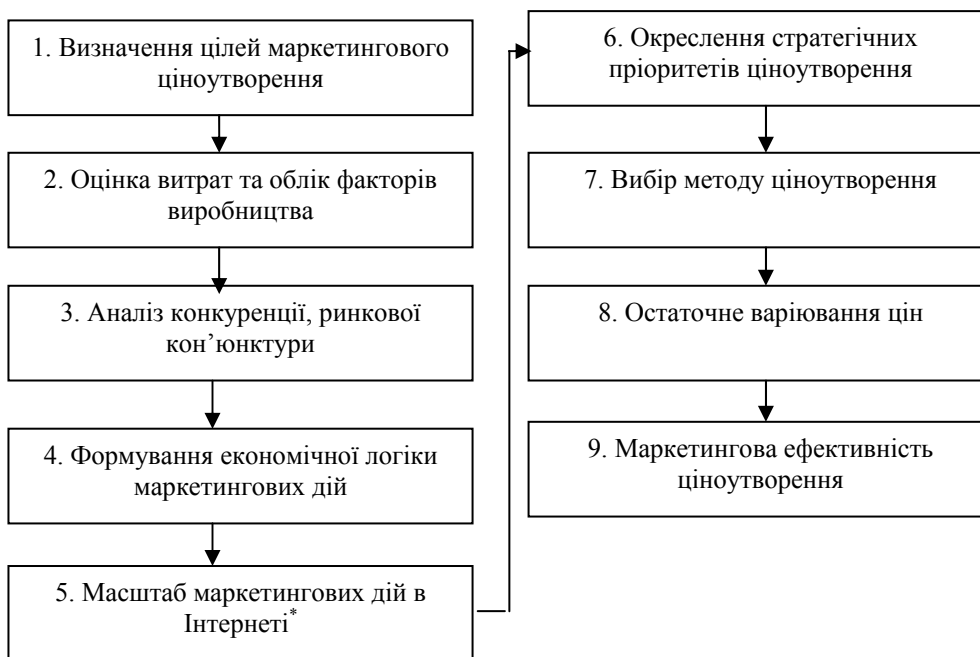 1. Визначення цілей маркетингового
ціноутворення
2. Оцінка витрат та облік факторів
виробництва
3. Аналіз конкуренції, ринкової
кон’юнктури
4. Формування економічної логіки
маркетингових дій
5. Масштаб маркетингових дій в
Інтернеті*
6. Окреслення стратегічних
пріоритетів ціноутворення
7. Вибір методу ціноутворення
8. Остаточне варіювання цін
9. Маркетингова ефективність
ціноутворення